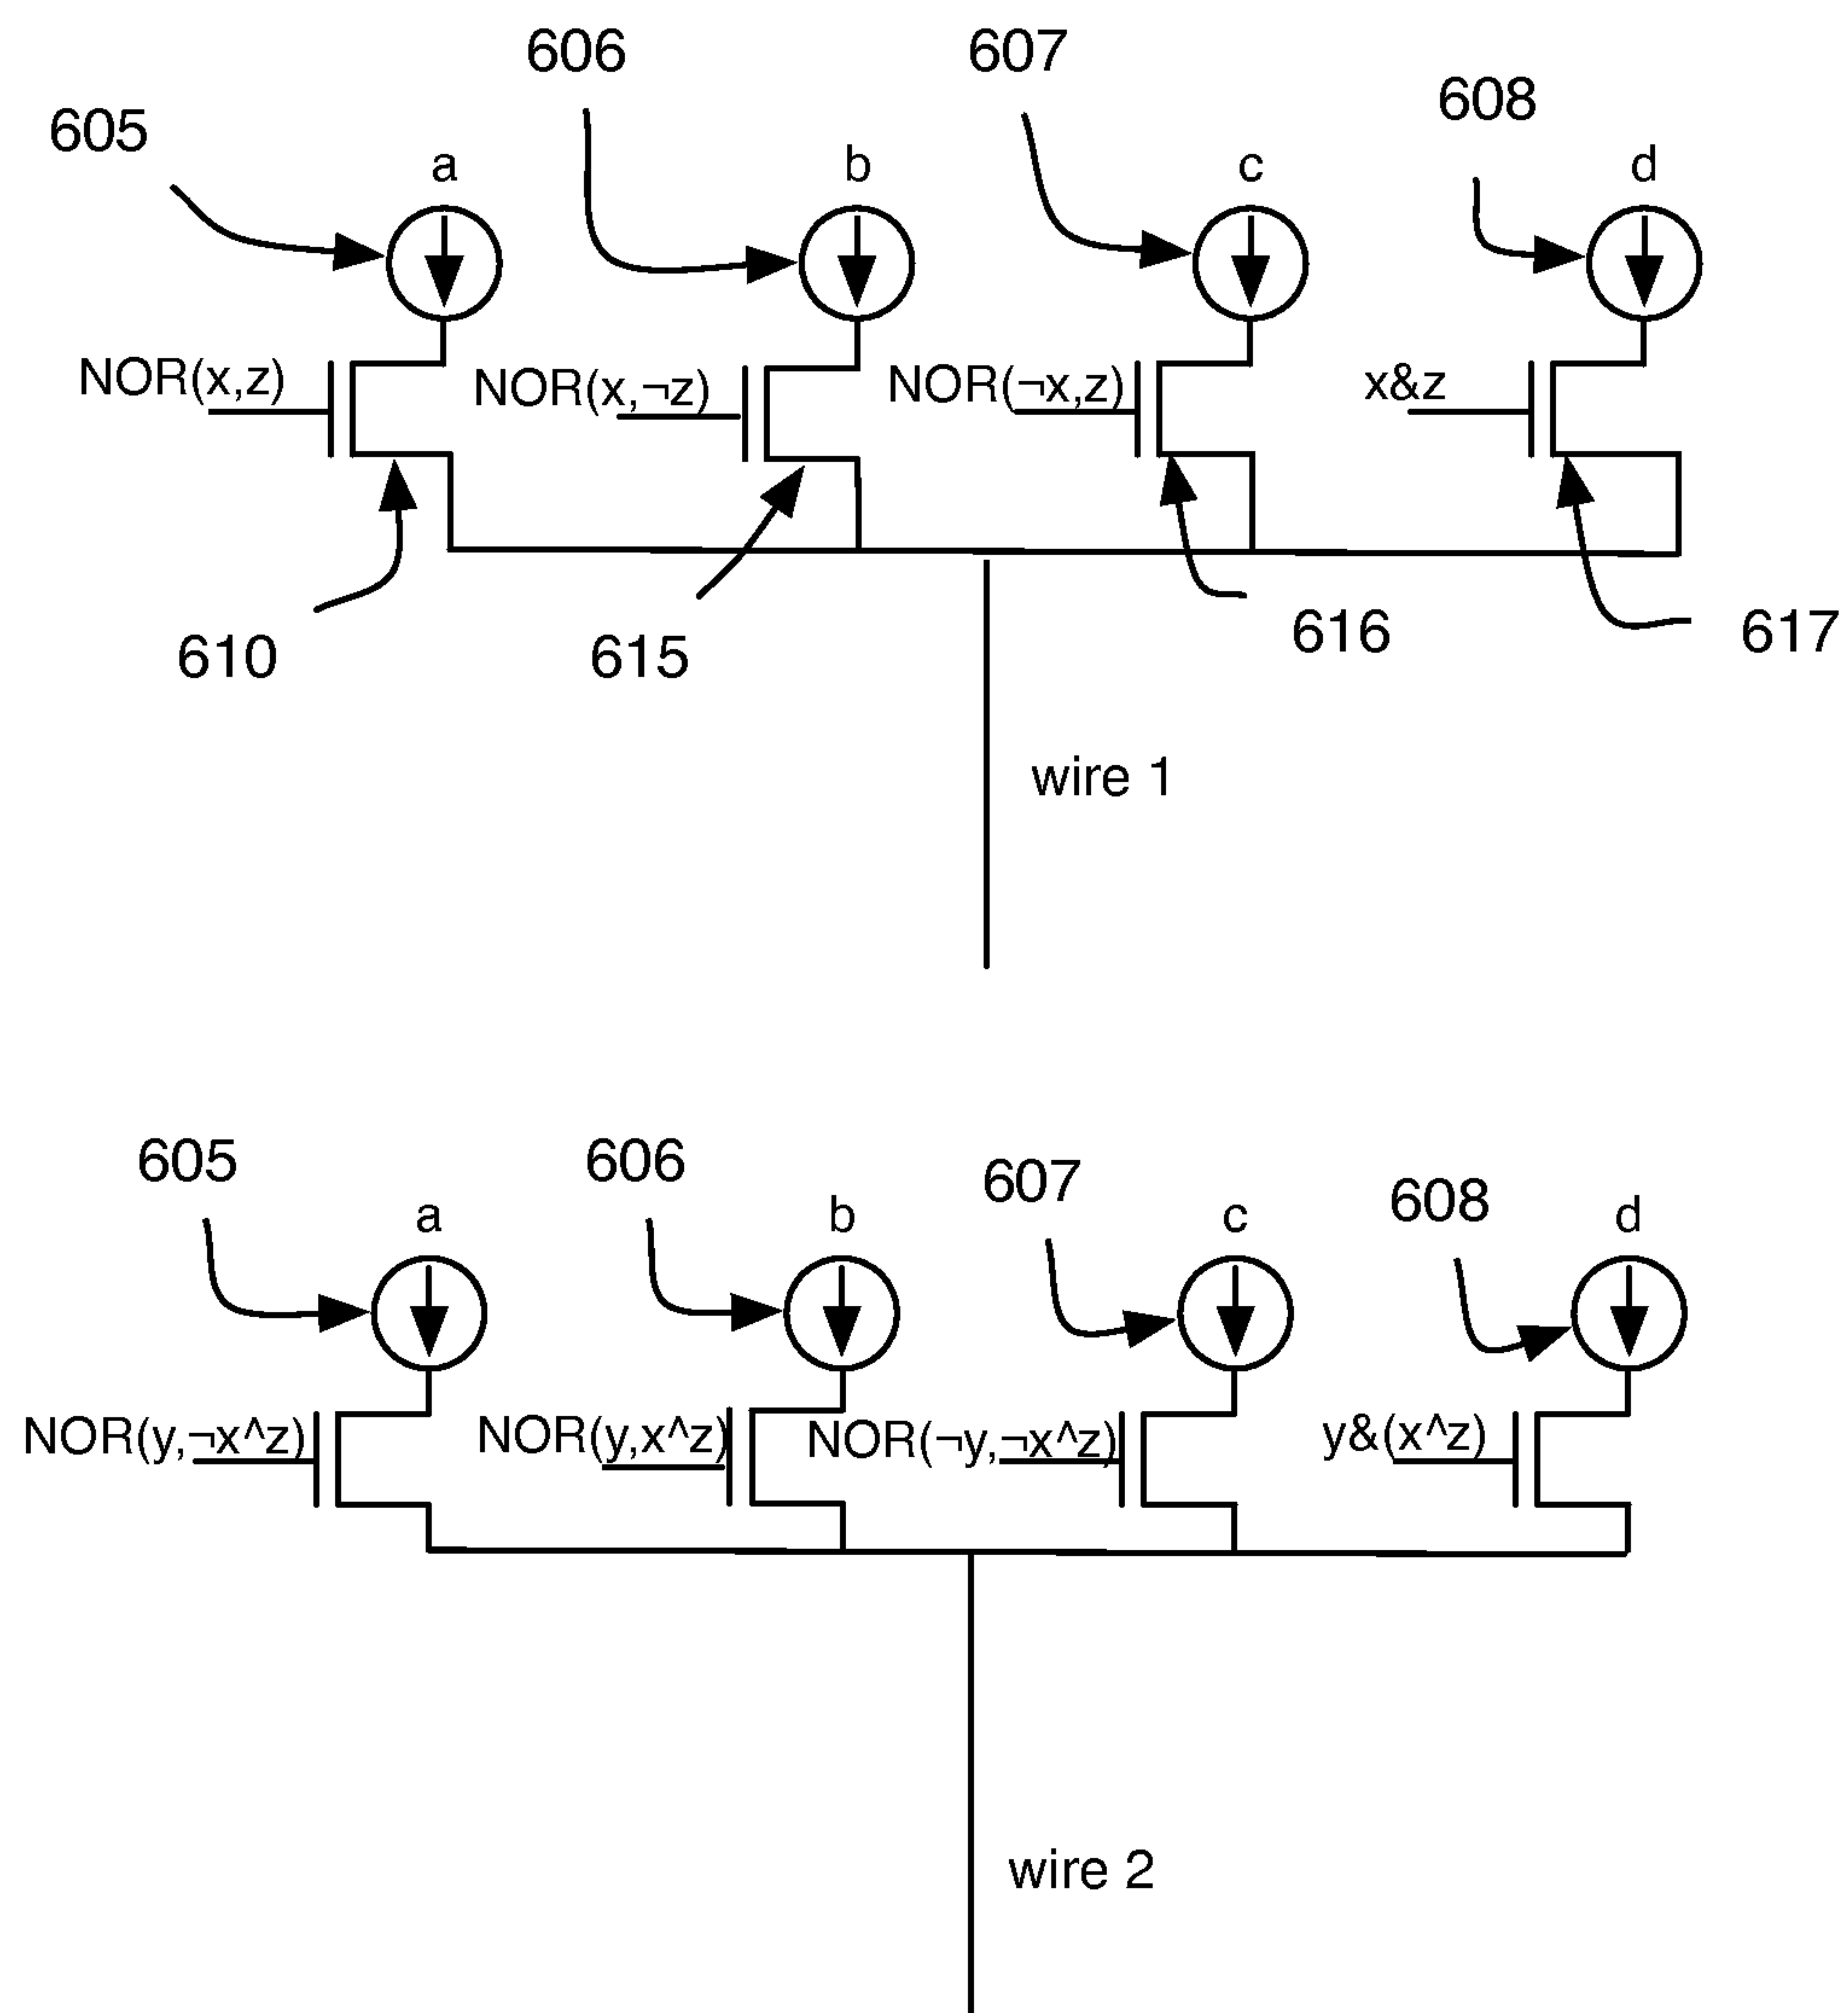 606
607
608
605
a
b
c
d
NOR(x,z)
NOR(x,¬z)
NOR(¬x,z)
x&z
610
615
616
617
wire 1
605
606
607
608
a
b
c
d
NOR(y,¬x^z)
NOR(y,x^z)
NOR(¬y,¬x^z)
y&(x^z)
wire 2